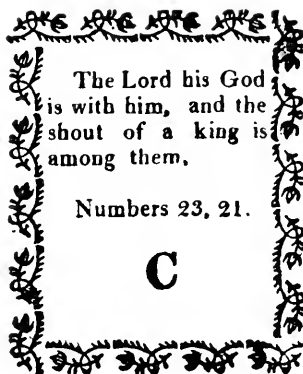 The Lord his God
is with him, and the
shout of a king is
among them.
Numbers 23, 21.
C